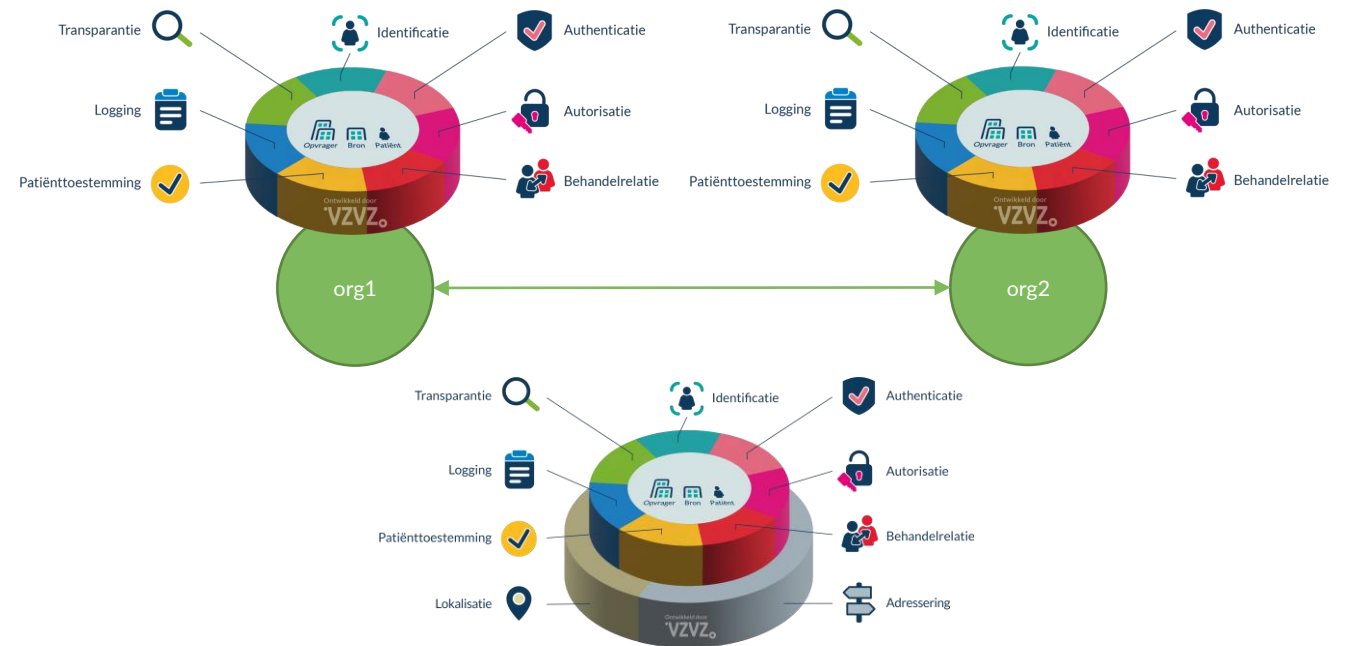 Transparantie
Identificatie
Authenticatie
Logging
Autorisatie
Opvrager Bron Patiënt
Patiënttoestemming
Behandelrelatie
Ontwikkeld door
VZVZ
org1
Transparantie
Identificatie
Authenticatie
Logging
Autorisatie
Opvrager Bron Patiënt
Patiënttoestemming
Behandelrelatie
Ontwikkeld door
VZVZ
org2
Transparantie
Identificatie
Authenticatie
Logging
Autorisatie
Opvrager Bron Patiënt
Patiënttoestemming
Behandelrelatie
Lokalisatie
Adressering
Ontwikkeld door
VZVZ